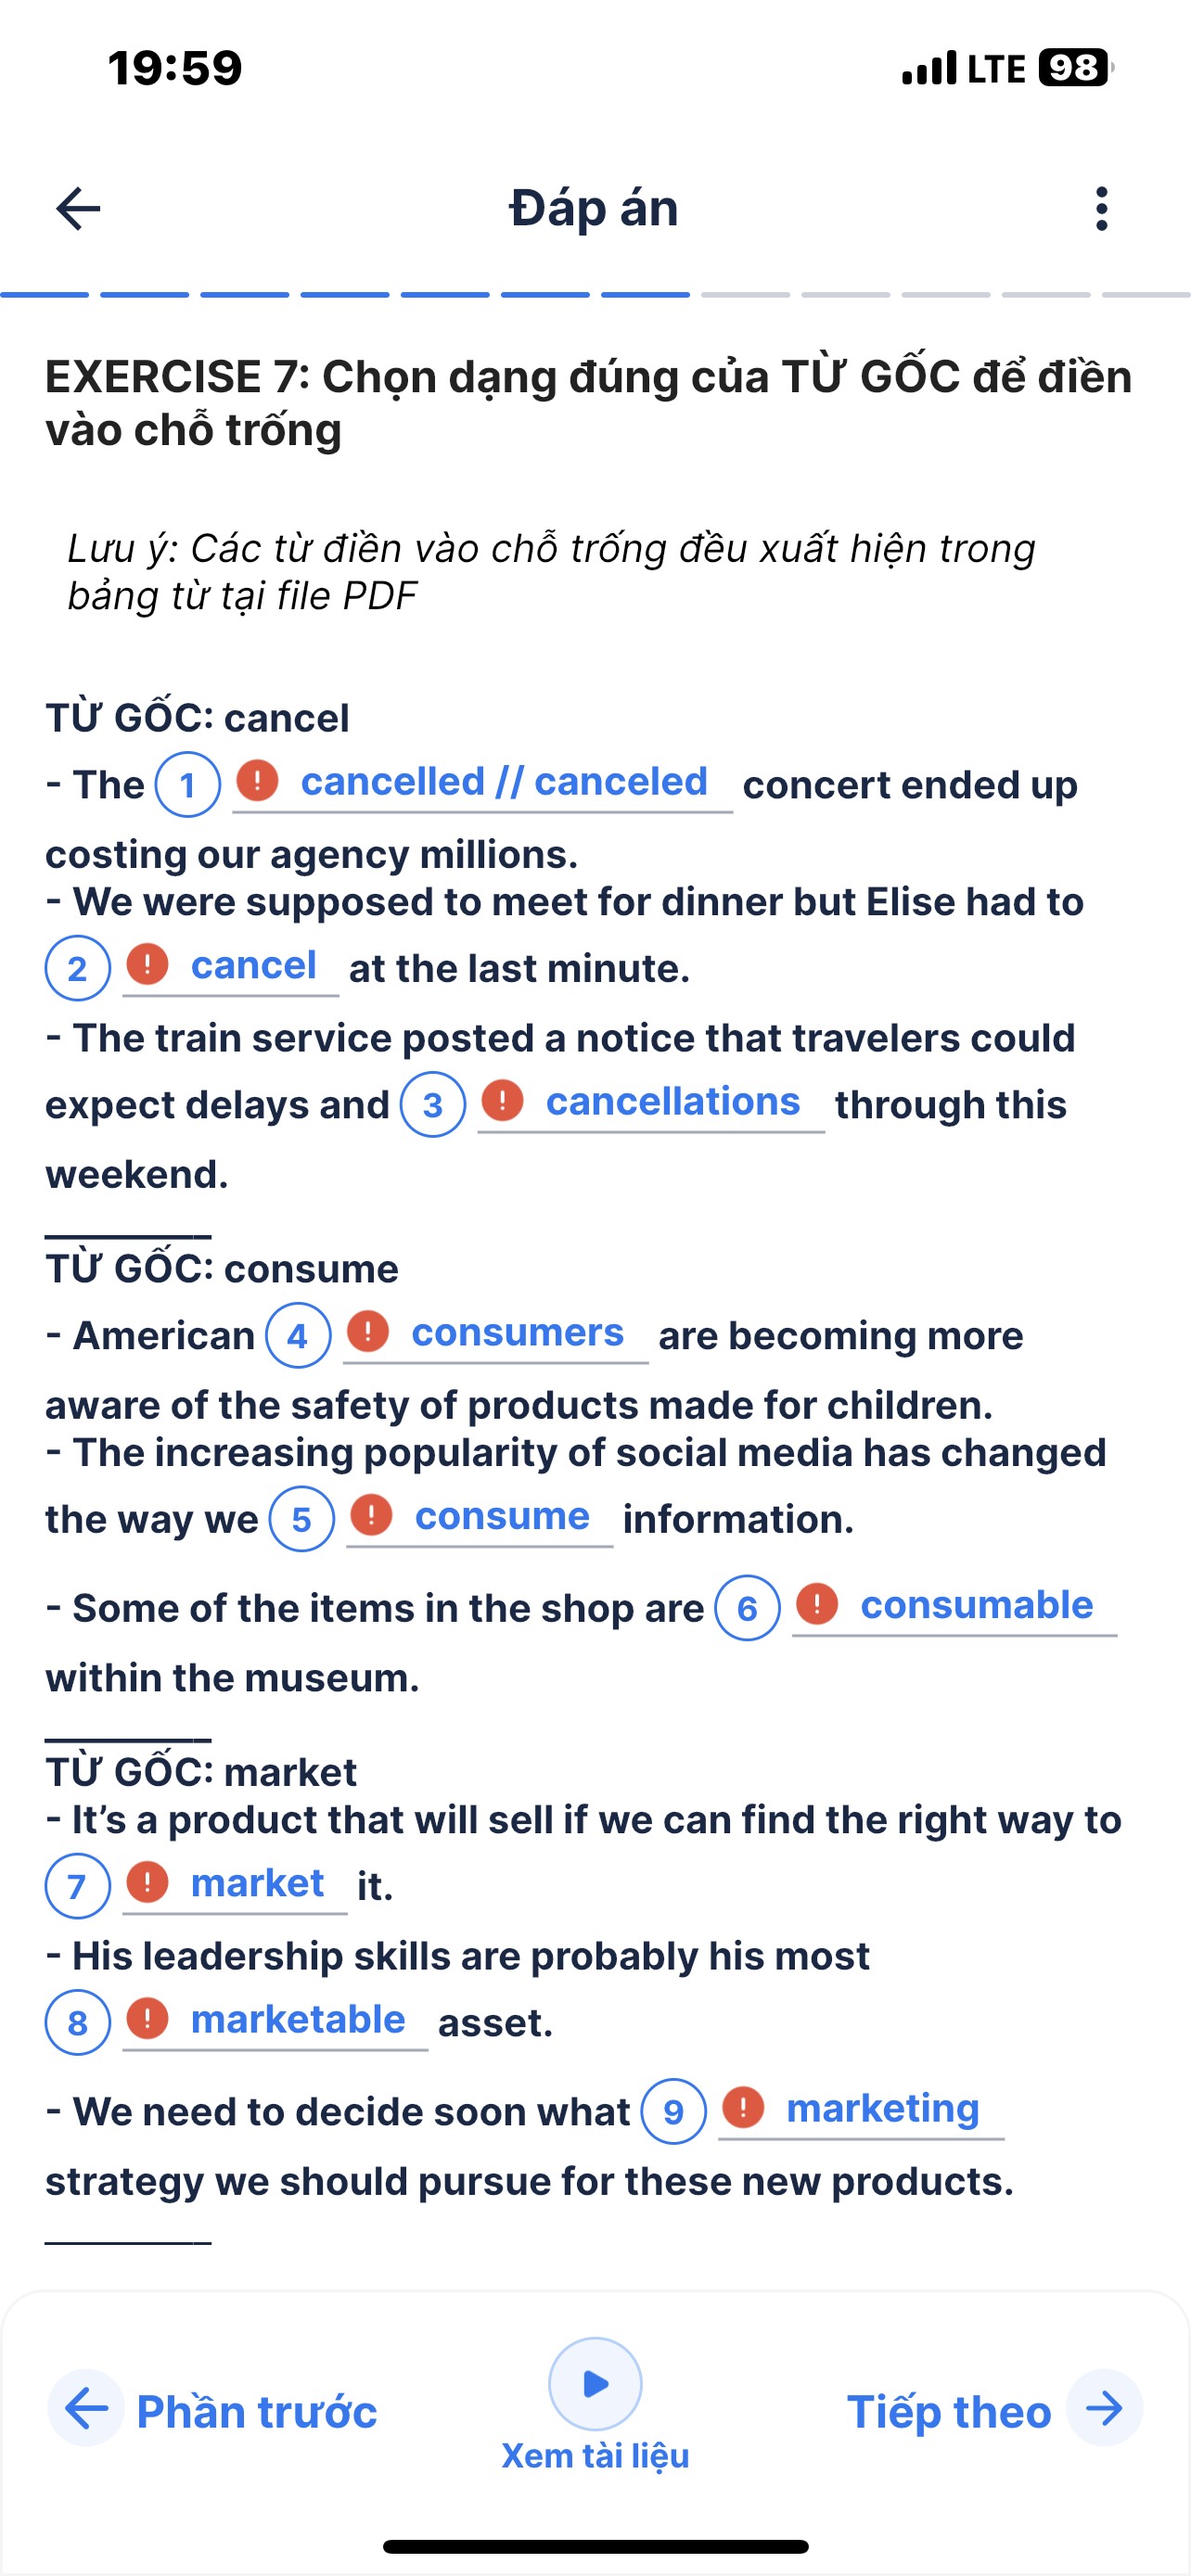 19:59
LTE 98
Đáp án
EXERCISE 7: Chọn dạng đúng của TỪ GỐC để điền
vào chỗ trống
Lưu ý: Các từ điền vào chỗ trống đều xuất hiện trong
bảng từ tại file PDF
TỪ GỐC: cancel
- The 1 ! cancelled // canceled concert ended up
costing our agency millions.
- We were supposed to meet for dinner but Elise had to
2 ! cancel at the last minute.
- The train service posted a notice that travelers could
expect delays and 3 ! cancellations through this
weekend.
_________
TỪ GỐC: consume
- American 4 ! consumers are becoming more
aware of the safety of products made for children.
- The increasing popularity of social media has changed
the way we 5 ! consume information.
- Some of the items in the shop are 6 ! consumable
within the museum.
_________
TỪ GỐC: market
- It’s a product that will sell if we can find the right way to
7 ! market it.
- His leadership skills are probably his most
8 ! marketable asset.
- We need to decide soon what 9 ! marketing
strategy we should pursue for these new products.
_________
Phần trước
Xem tài liệu
Tiếp theo